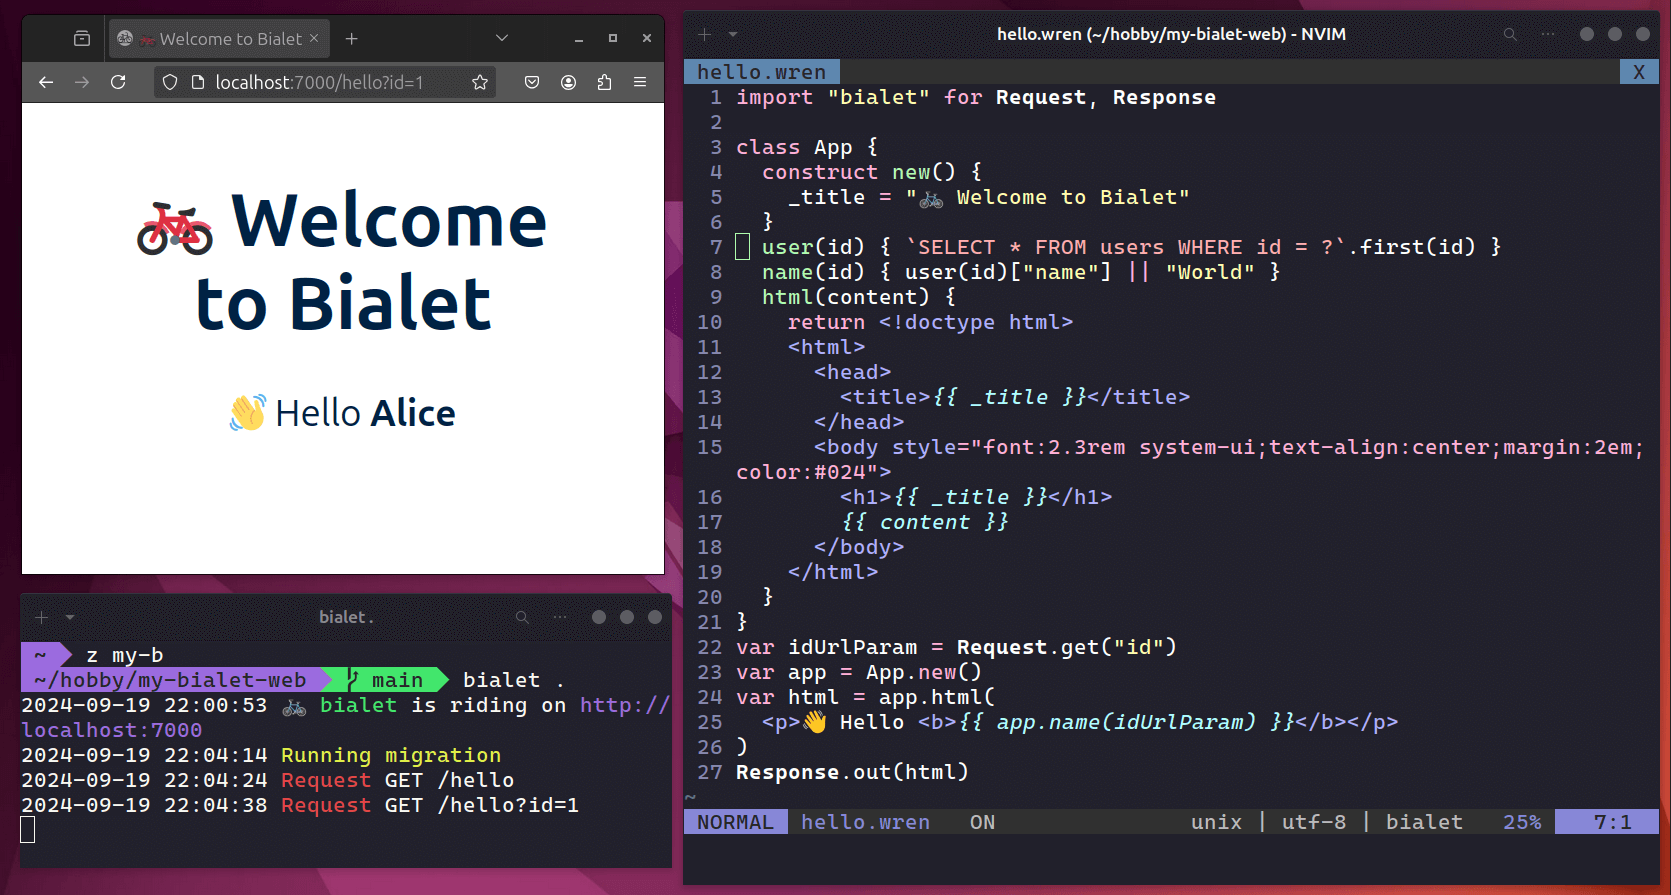 🚲 Welcome to Bialet
localhost:7000/hello?id=1
🚲 Welcome
to Bialet
👋 Hello Alice
bialet .
~ z my-b
~/hobby/my-bialet-web main bialet .
2024-09-19 22:00:53 🚲 bialet is riding on http://
localhost:7000
2024-09-19 22:04:14 Running migration
2024-09-19 22:04:24 Request GET /hello
2024-09-19 22:04:38 Request GET /hello?id=1
hello.wren (~/hobby/my-bialet-web) - NVIM
hello.wren X
1 import "bialet" for Request, Response
2
3 class App {
4   construct new() {
5     _title = "🚲 Welcome to Bialet"
6   }
7   user(id) { `SELECT * FROM users WHERE id = ?`.first(id) }
8   name(id) { user(id)["name"] || "World" }
9   html(content) {
10     return <!doctype html>
11     <html>
12       <head>
13         <title>{{ _title }}</title>
14       </head>
15       <body style="font:2.3rem system-ui;text-align:center;margin:2em;
color:#024">
16         <h1>{{ _title }}</h1>
17         {{ content }}
18       </body>
19     </html>
20   }
21 }
22 var idUrlParam = Request.get("id")
23 var app = App.new()
24 var html = app.html(
25   <p>👋 Hello <b>{{ app.name(idUrlParam) }}</b></p>
26 )
27 Response.out(html)
~
NORMAL hello.wren ON unix | utf-8 | bialet 25% 7:1